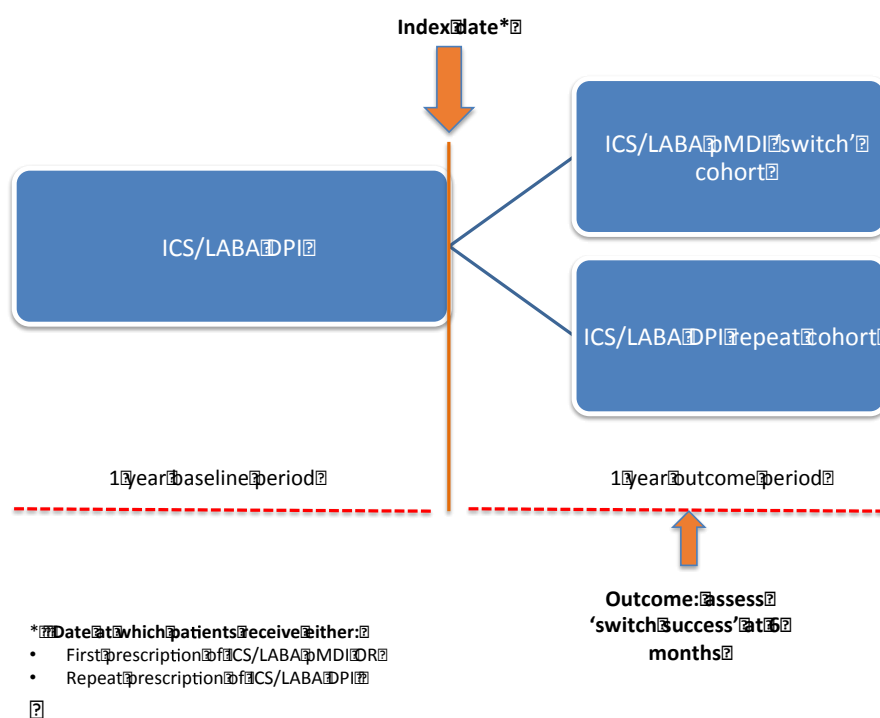 Index date*
ICS/LABA pMDI 'switch'
cohort
ICS/LABA DPI
ICS/LABA DPI repeat cohort
1 year baseline period
1 year outcome period
Outcome: assess
'switch success' at 6
months
* Date at which patients receive either:
• First prescription of ICS/LABA pMDI OR
• Repeat prescription of ICS/LABA DPI